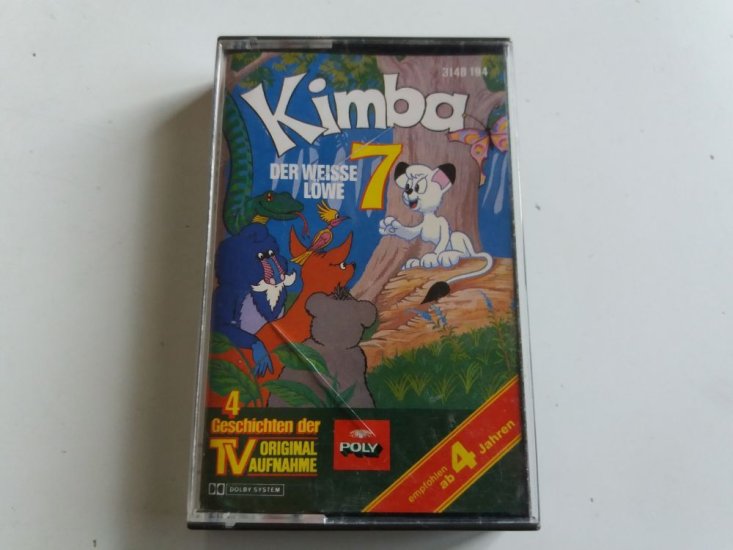 3148 194
Kimba
DER WEISSE
LÖWE
7
4
Geschichten der
TV ORIGINAL
AUFNAHME
POLY
empfohlen
ab 4 Jahren
DOLBY SYSTEM